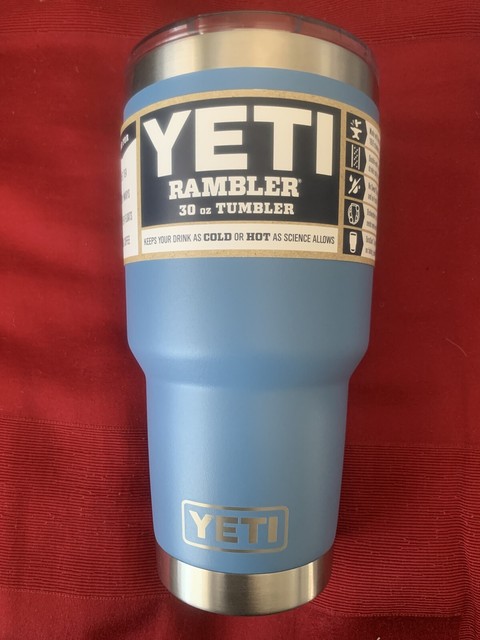 YETI
RAMBLER®
30 oz TUMBLER
KEEPS YOUR DRINK AS COLD OR HOT AS SCIENCE ALLOWS
YETI